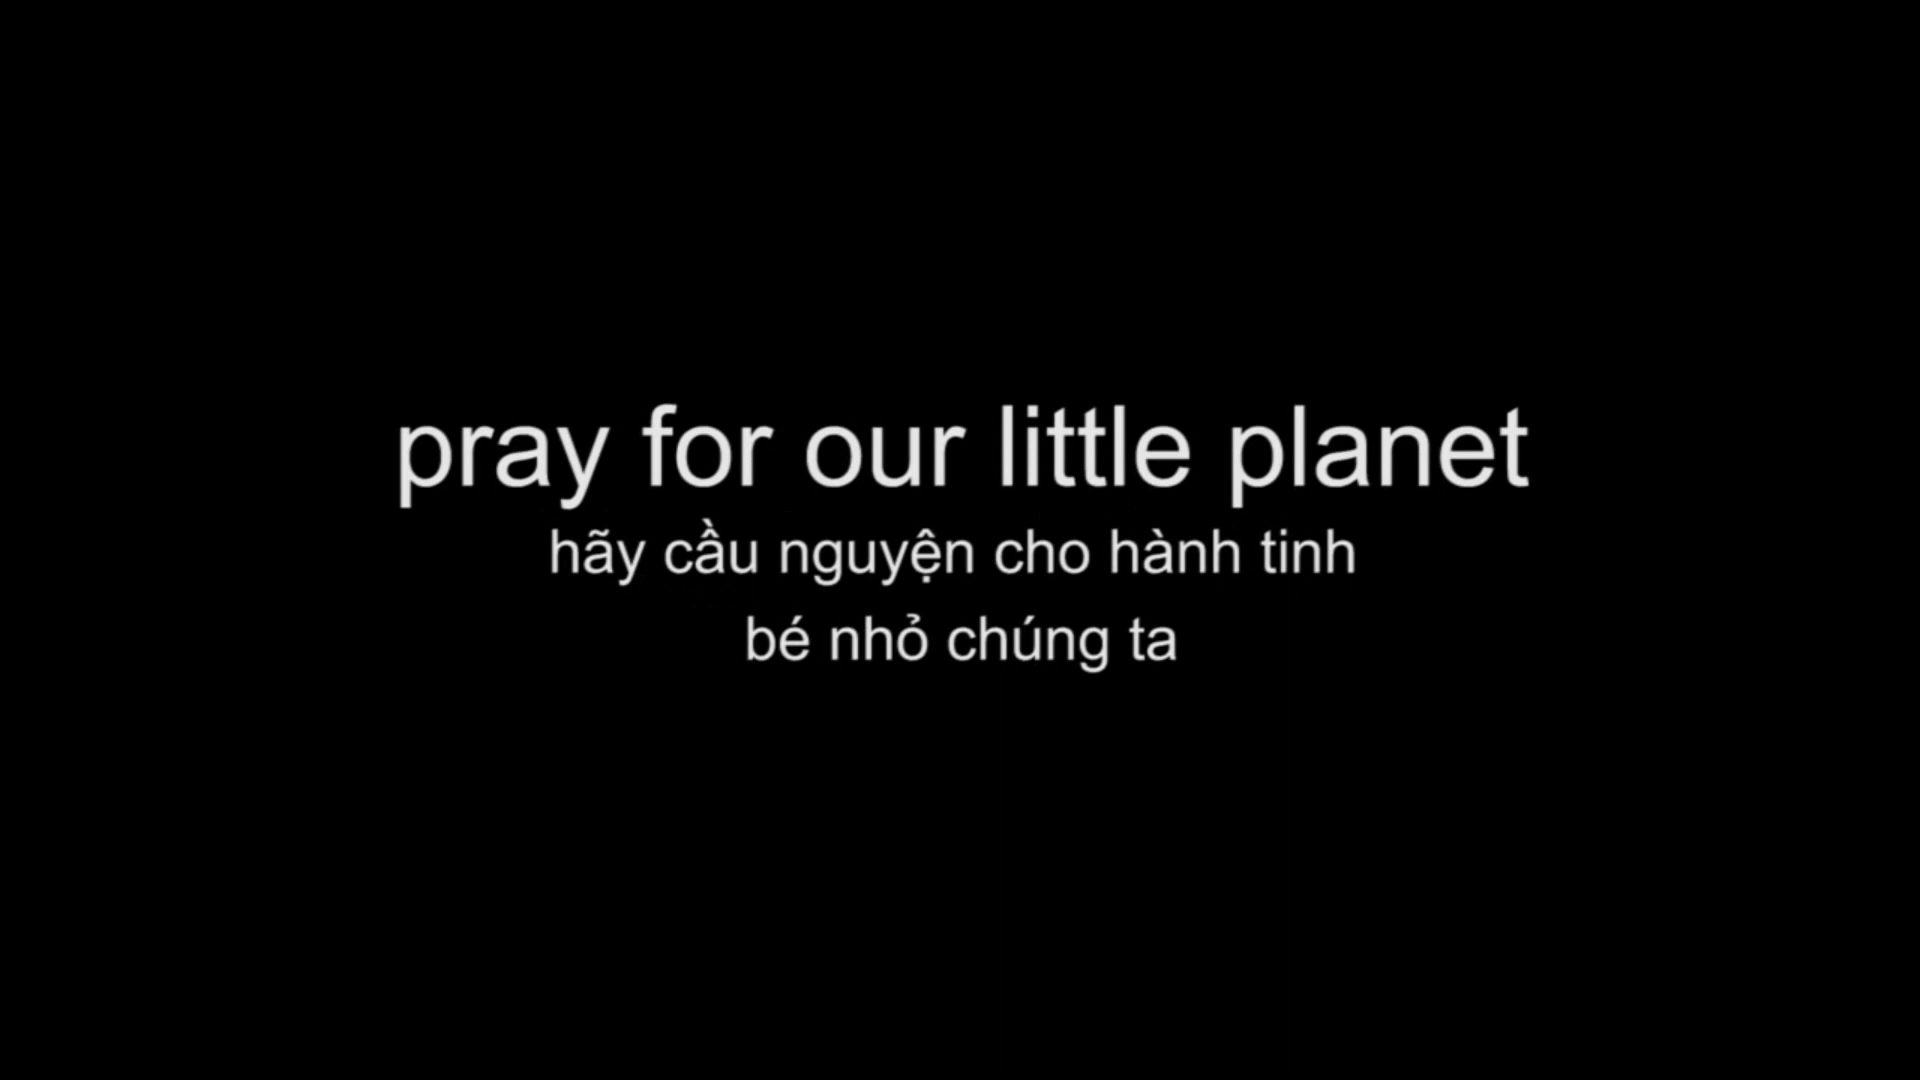 pray for our little planet
hãy cầu nguyện cho hành tinh
bé nhỏ chúng ta